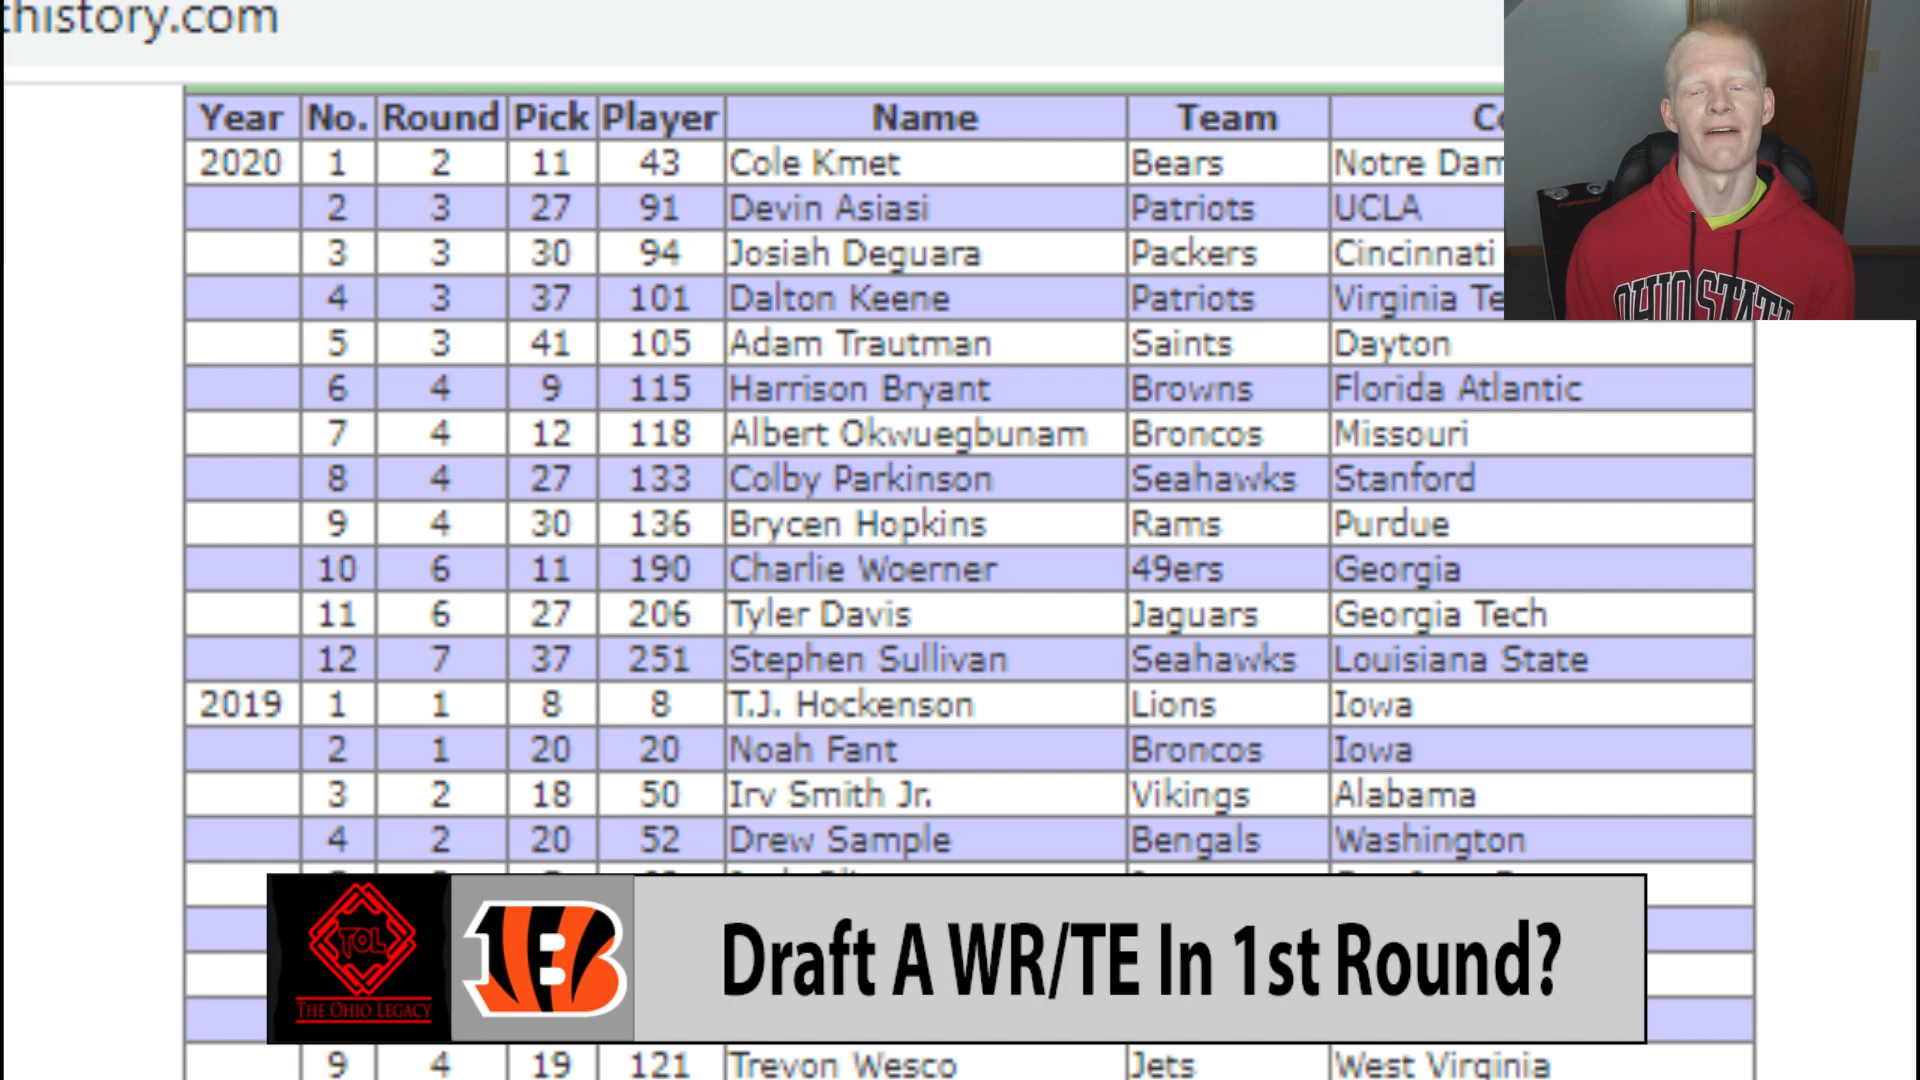 thistory.com
Year No. Round Pick Player Name Team
2020 1 2 11 43 Cole Kmet Bears Notre Dam
2 3 27 91 Devin Asiasi Patriots UCLA
3 3 30 94 Josiah Deguara Packers Cincinnati
4 3 37 101 Dalton Keene Patriots Virginia Te
5 3 41 105 Adam Trautman Saints Dayton
6 4 9 115 Harrison Bryant Browns Florida Atlantic
7 4 12 118 Albert Okwuegbunam Broncos Missouri
8 4 27 133 Colby Parkinson Seahawks Stanford
9 4 30 136 Brycen Hopkins Rams Purdue
10 6 11 190 Charlie Woerner 49ers Georgia
11 6 27 206 Tyler Davis Jaguars Georgia Tech
12 7 37 251 Stephen Sullivan Seahawks Louisiana State
2019 1 1 8 8 T.J. Hockenson Lions Iowa
2 1 20 20 Noah Fant Broncos Iowa
3 2 18 50 Irv Smith Jr. Vikings Alabama
4 2 20 52 Drew Sample Bengals Washington
9 4 19 121 Trevon Wesco Jets West Virginia
OHIO STATE
TOL
THE OHIO LEGACY
B
Draft A WR/TE In 1st Round?